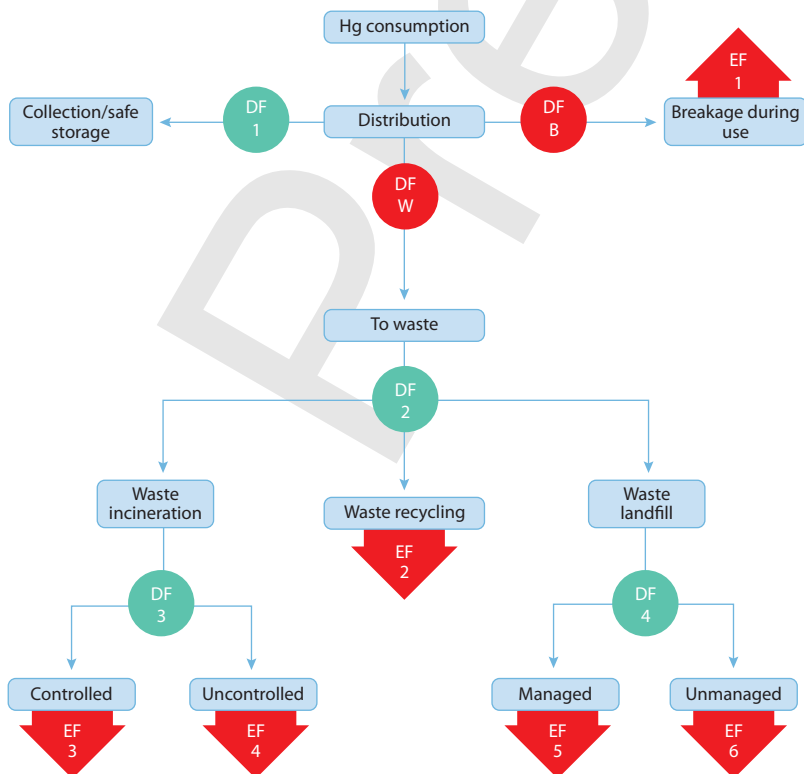 Hg consumption
EF
1
Collection/safe
storage
DF
1
Distribution
DF
B
Breakage during
use
DF
W
To waste
DF
2
Waste
incineration
Waste recycling
Waste
landfill
EF
2
DF
3
DF
4
Controlled
Uncontrolled
Managed
Unmanaged
EF
3
EF
4
EF
5
EF
6
Pre